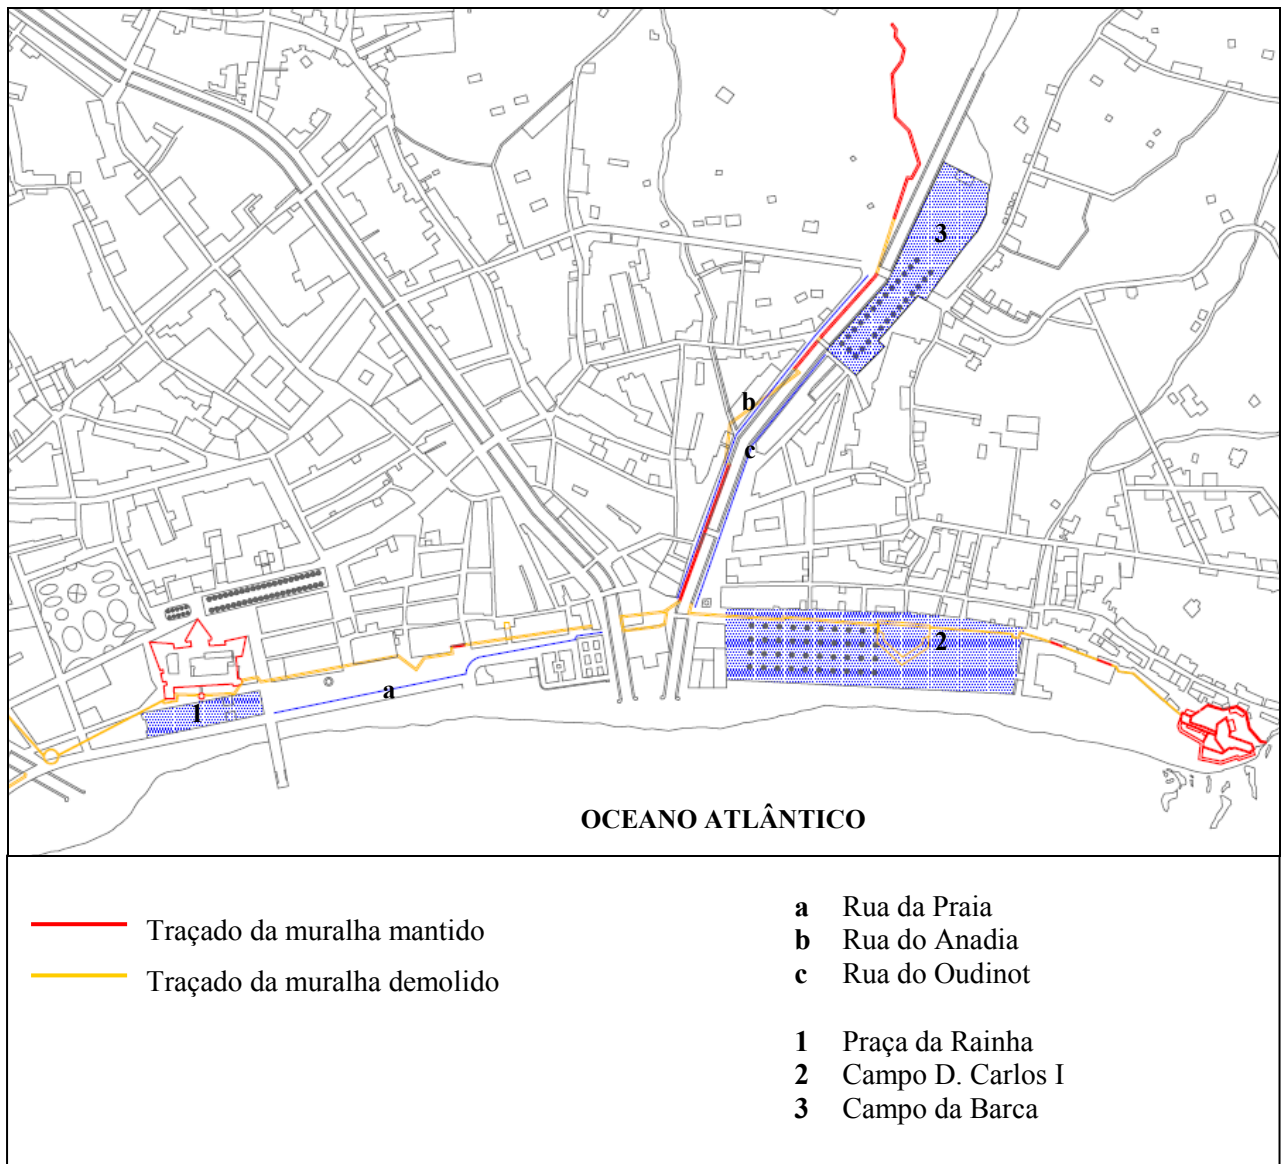 3
b
c
2
a
1
OCEANO ATLÂNTICO
Traçado da muralha mantido
Traçado da muralha demolido
a Rua da Praia
b Rua do Anadia
c Rua do Oudinot
1 Praça da Rainha
2 Campo D. Carlos I
3 Campo da Barca